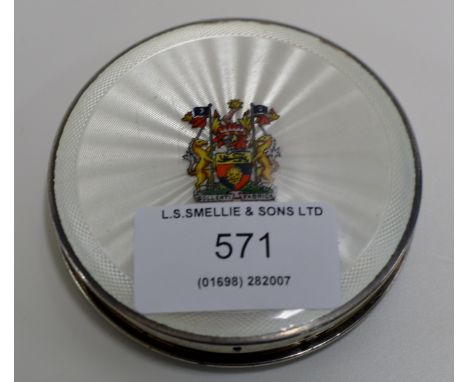 L.S.SMELLIE & SONS LTD
571
(01698) 282007